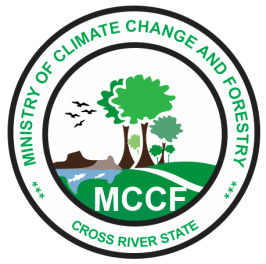 MINISTRY OF CLIMATE CHANGE AND FORESTRY
MCCF
*** CROSS RIVER STATE ***